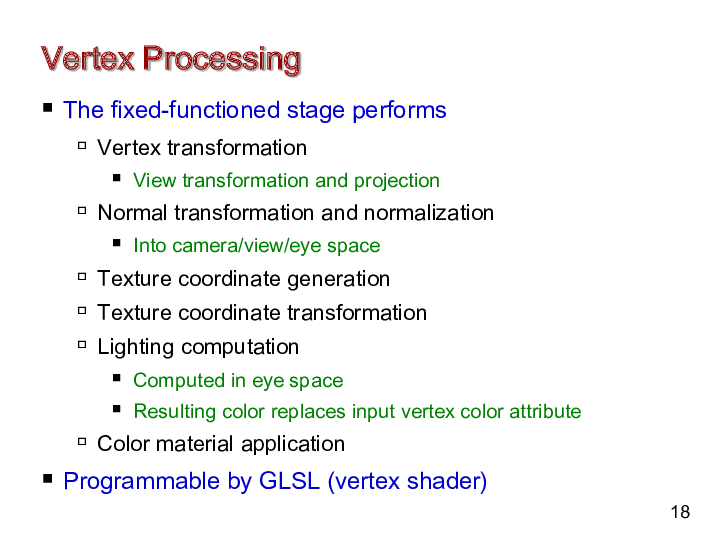 Vertex Processing
The fixed-functioned stage performs
Vertex transformation
View transformation and projection
Normal transformation and normalization
Into camera/view/eye space
Texture coordinate generation
Texture coordinate transformation
Lighting computation
Computed in eye space
Resulting color replaces input vertex color attribute
Color material application
Programmable by GLSL (vertex shader)
18